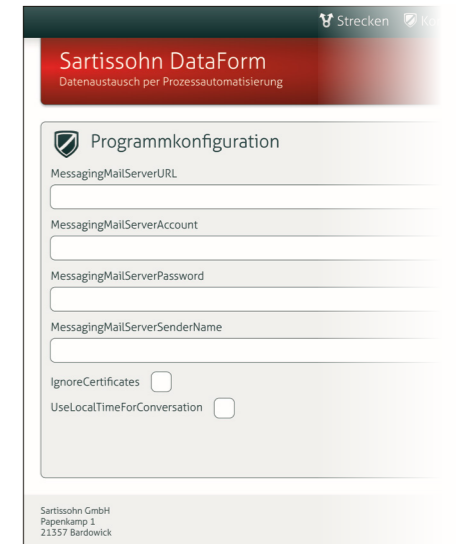 Strecken
Sartissohn DataForm
Datenaustausch per Prozessautomatisierung
Programmkonfiguration
MessagingMailServerURL
MessagingMailServerAccount
MessagingMailServerPassword
MessagingMailServerSenderName
IgnoreCertificates
UseLocalTimeForConversation
Sartissohn GmbH
Papenkamp 1
21357 Bardowick